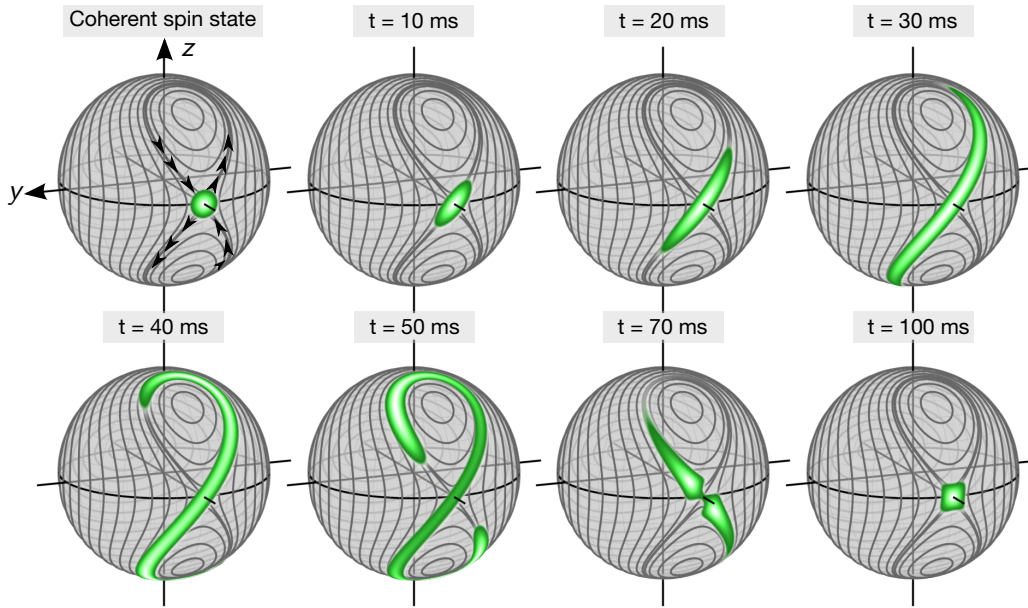 Coherent spin state
t = 10 ms
t = 20 ms
t = 30 ms
z
y
t = 40 ms
t = 50 ms
t = 70 ms
t = 100 ms